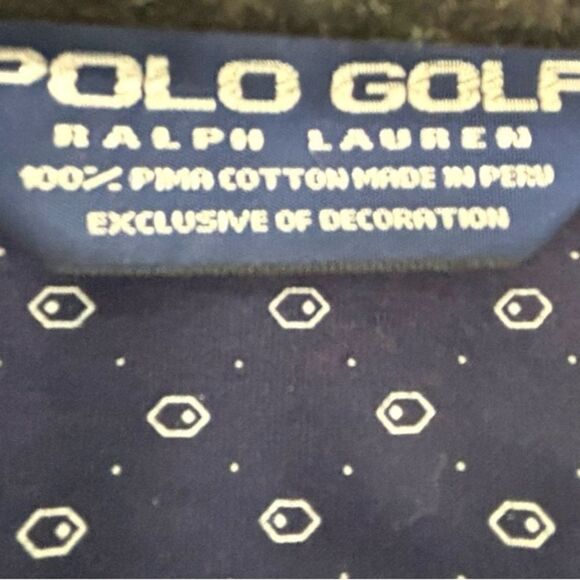 POLO GOLF
RALPH LAUREN
100% PIMA COTTON MADE IN PERU
EXCLUSIVE OF DECORATION